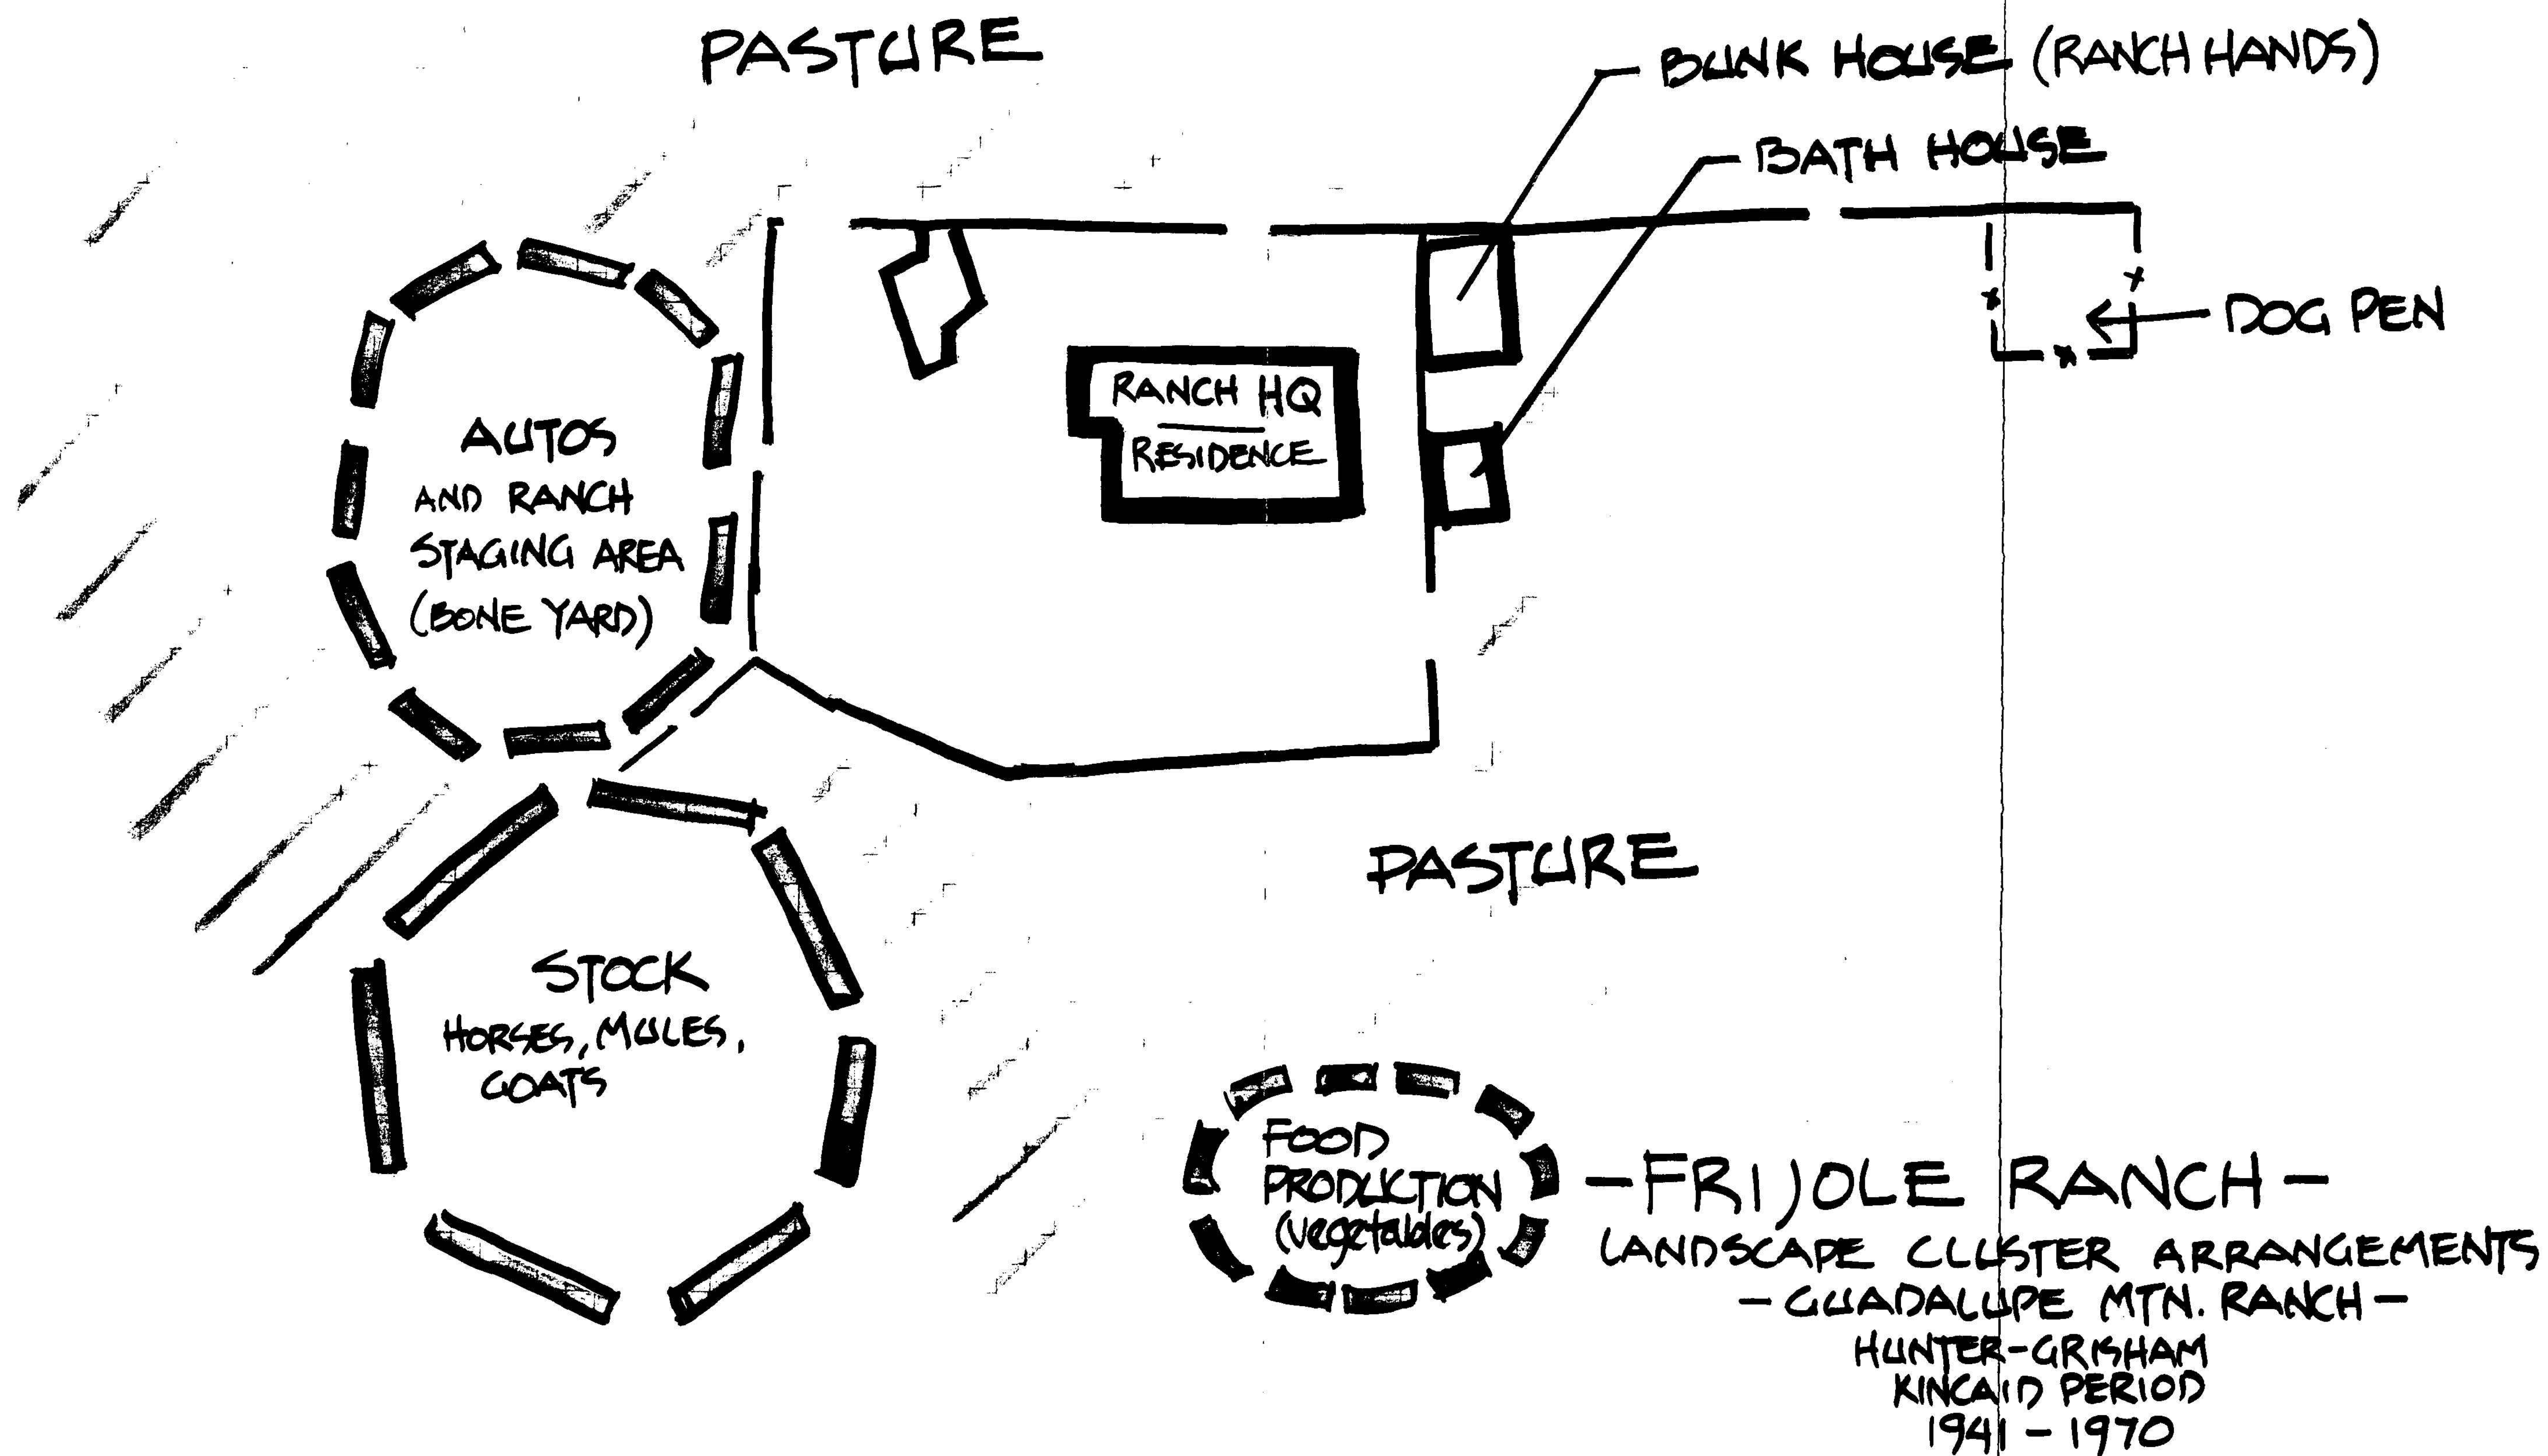 PASTURE
BUNK HOUSE (RANCH HANDS)
BATH HOUSE
DOG PEN
RANCH HQ
RESIDENCE
AUTOS
AND RANCH
STAGING AREA
(BONE YARD)
PASTURE
STOCK
HORSES, MULES,
GOATS
FOOD
PRODUCTION
(vegetables)
-FRIJOLE RANCH-
LANDSCAPE CLUSTER ARRANGEMENTS
-GUADALUPE MTN. RANCH-
HUNTER-GRISHAM
KINCAID PERIOD
1941-1970